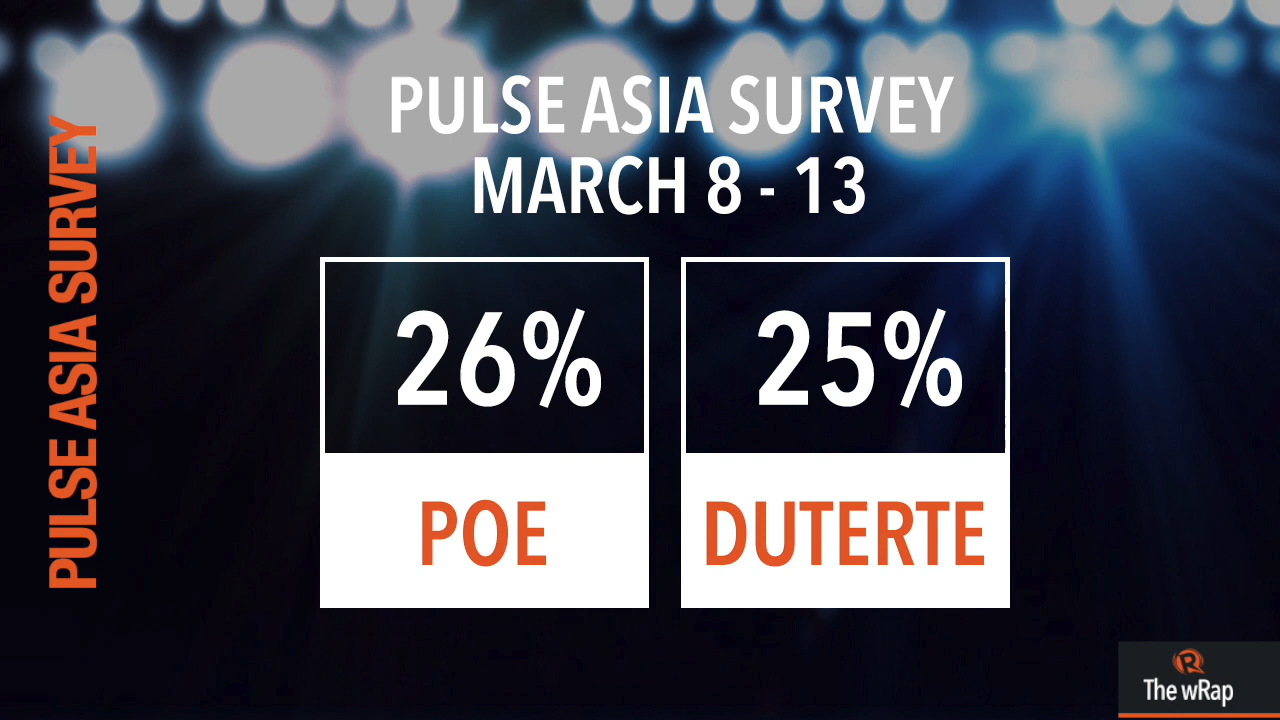 PULSE ASIA SURVEY
PULSE ASIA SURVEY
MARCH 8 - 13
26%
POE
25%
DUTERTE
R
The wRap